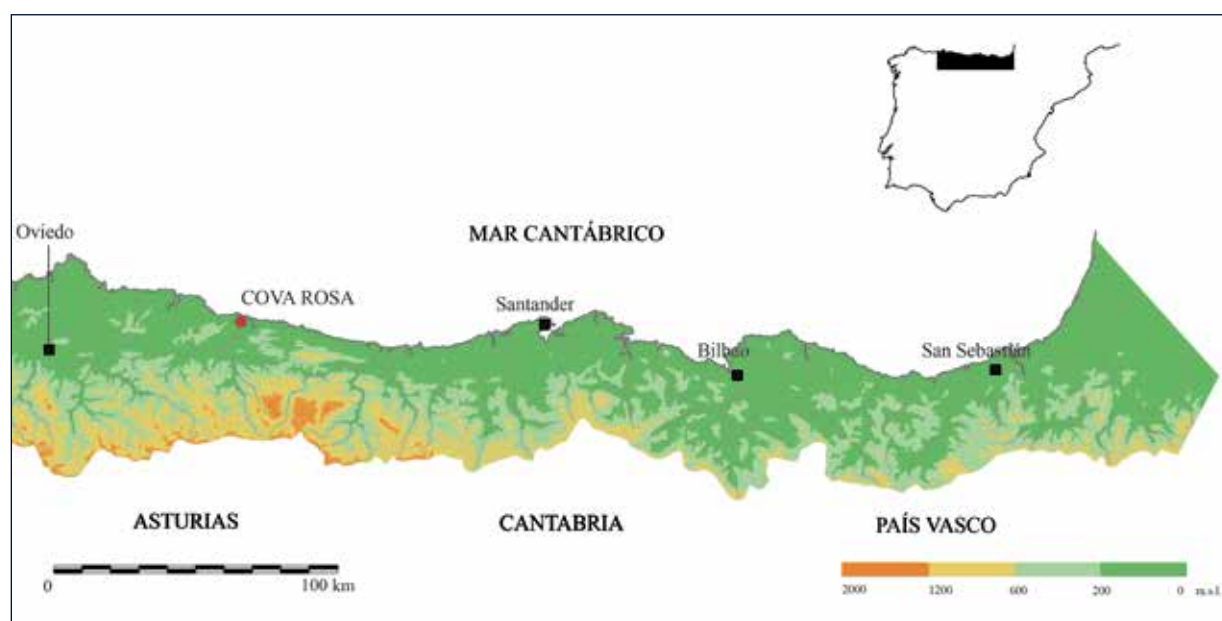 Oviedo
MAR CANTÁBRICO
COVA ROSA
Santander
Bilbao
San Sebastián
ASTURIAS
CANTABRIA
PAÍS VASCO
0 100 km
2000 1200 600 200 0 m.s.l.